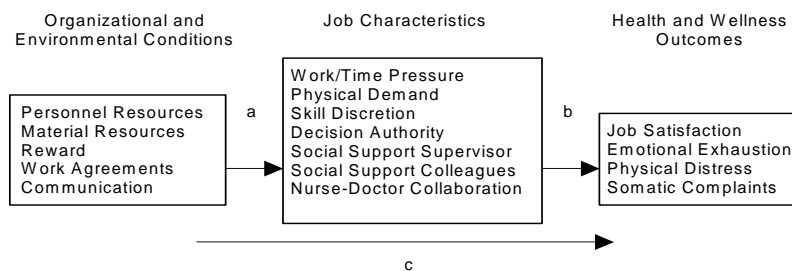 Organizational and
Environmental Conditions
Personnel Resources
Material Resources
Reward
Work Agreements
Communication
a
Job Characteristics
Work/Time Pressure
Physical Demand
Skill Discretion
Decision Authority
Social Support Supervisor
Social Support Colleagues
Nurse-Doctor Collaboration
b
Health and Wellness
Outcomes
Job Satisfaction
Emotional Exhaustion
Physical Distress
Somatic Complaints
c